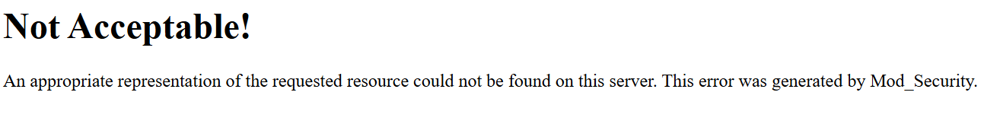 Not Acceptable!
An appropriate representation of the requested resource could not be found on this server. This error was generated by Mod_Security.